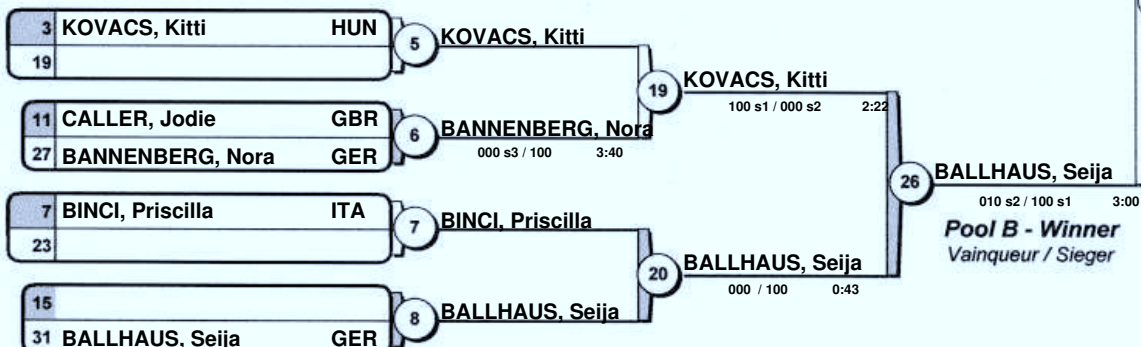 3 KOVACS, Kitti HUN
19
5 KOVACS, Kitti
11 CALLER, Jodie GBR
27 BANNENBERG, Nora GER
6 BANNENBERG, Nora
000 s3 / 100 3:40
19 KOVACS, Kitti
100 s1 / 000 s2 2:22
7 BINCI, Priscilla ITA
23
7 BINCI, Priscilla
15
31 BALLHAUS, Seija GER
8 BALLHAUS, Seija
20 BALLHAUS, Seija
000 / 100 0:43
26 BALLHAUS, Seija
010 s2 / 100 s1 3:00
Pool B - Winner
Vainqueur / Sieger